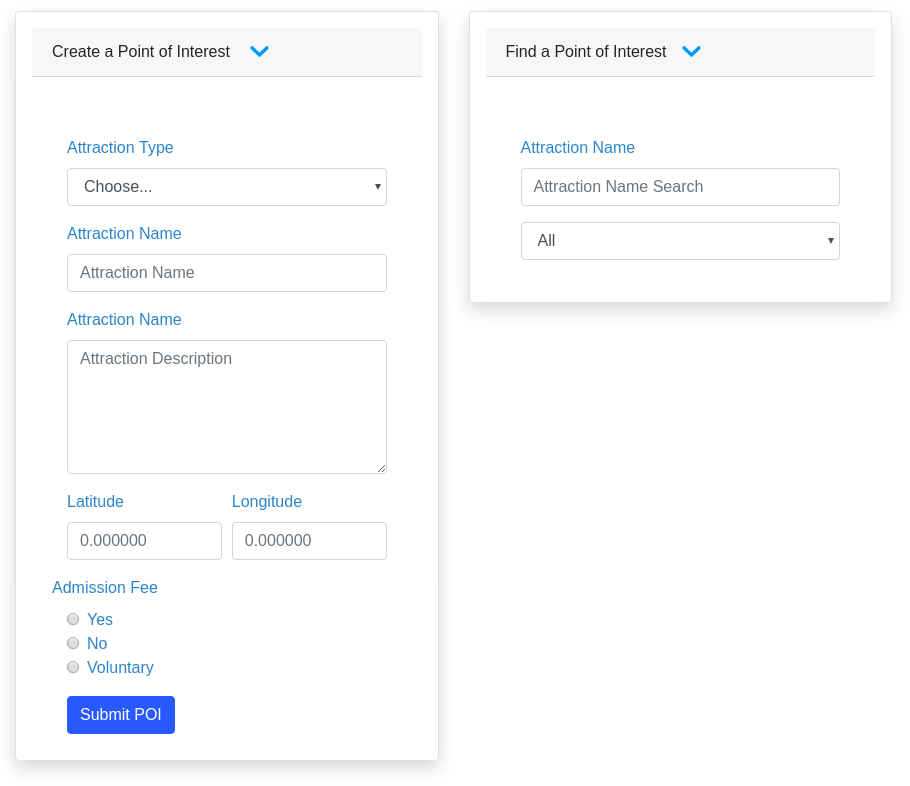 Create a Point of Interest
Attraction Type
Choose...
Attraction Name
Attraction Name
Attraction Name
Attraction Description
Latitude Longitude
0.000000 0.000000
Admission Fee
Yes
No
Voluntary
Submit POI
Find a Point of Interest
Attraction Name
Attraction Name Search
All